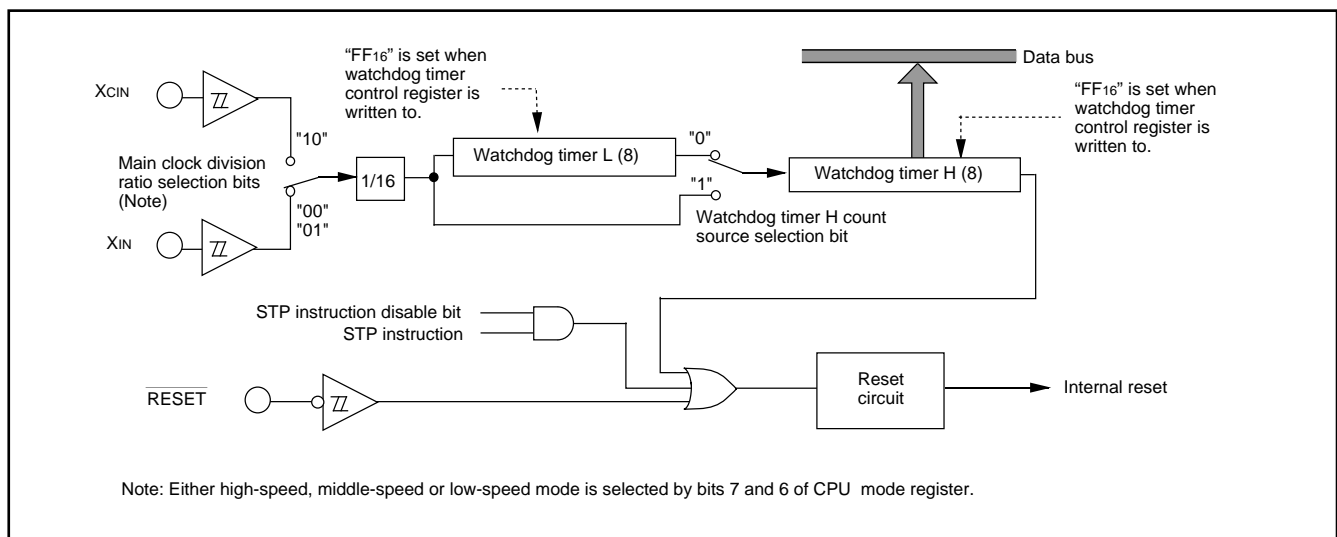 “FF16” is set when
watchdog timer
control register is
written to.
Data bus
“FF16” is set when
watchdog timer
control register is
written to.
XCIN
"10"
"0"
Main clock division
ratio selection bits
(Note)
1/16
Watchdog timer L (8)
Watchdog timer H (8)
"1"
"00"
"01"
Watchdog timer H count
source selection bit
XIN
STP instruction disable bit
STP instruction
RESET
Reset
circuit
Internal reset
Note: Either high-speed, middle-speed or low-speed mode is selected by bits 7 and 6 of CPU mode register.